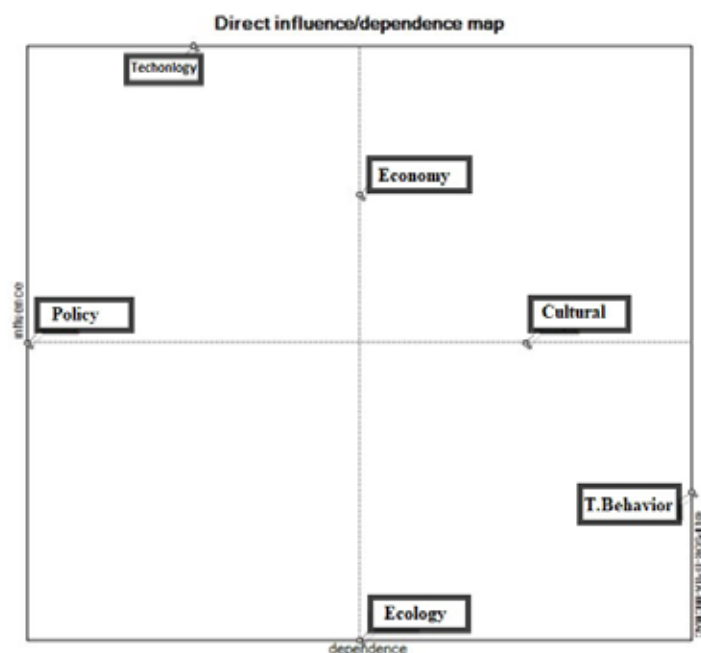 Direct influence/dependence map
Techonlogy
Economy
influence
Policy
Cultural
T.Behavior
Ecology
dependence